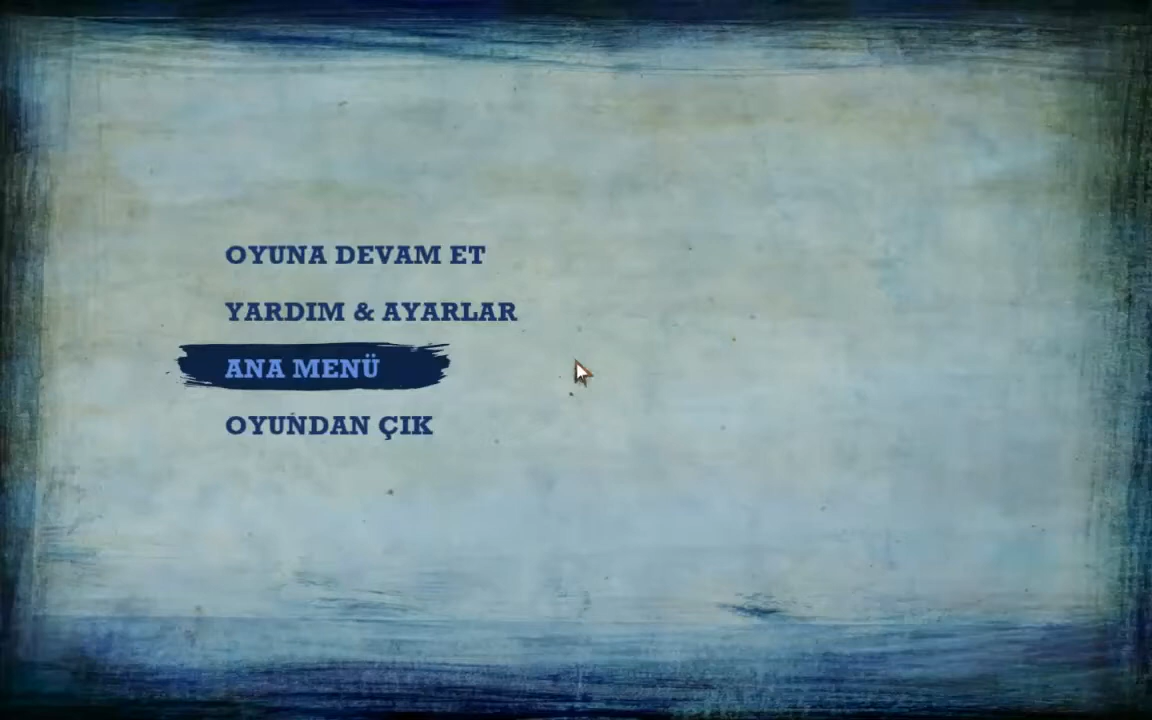 OYUNA DEVAM ET
YARDIM & AYARLAR
ANA MENÜ
OYUNDAN ÇIK